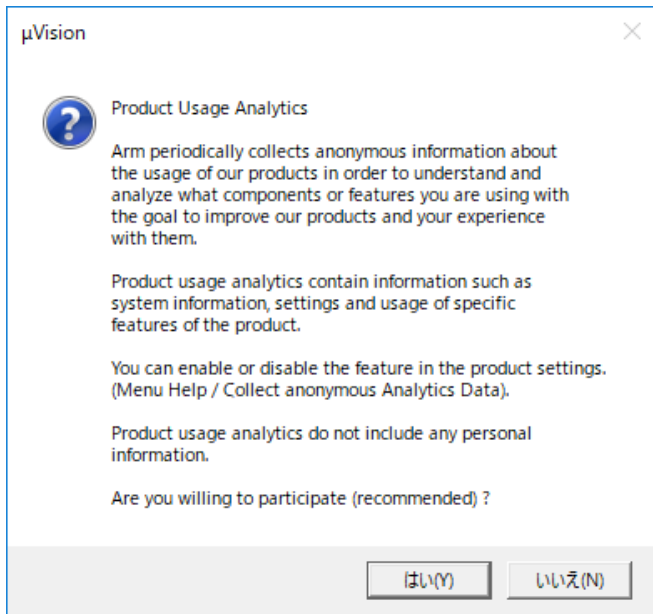 µVision
Product Usage Analytics
Arm periodically collects anonymous information about
the usage of our products in order to understand and
analyze what components or features you are using with
the goal to improve our products and your experience
with them.
Product usage analytics contain information such as
system information, settings and usage of specific
features of the product.
You can enable or disable the feature in the product settings.
(Menu Help / Collect anonymous Analytics Data).
Product usage analytics do not include any personal
information.
Are you willing to participate (recommended) ?
はい(Y)
いいえ(N)